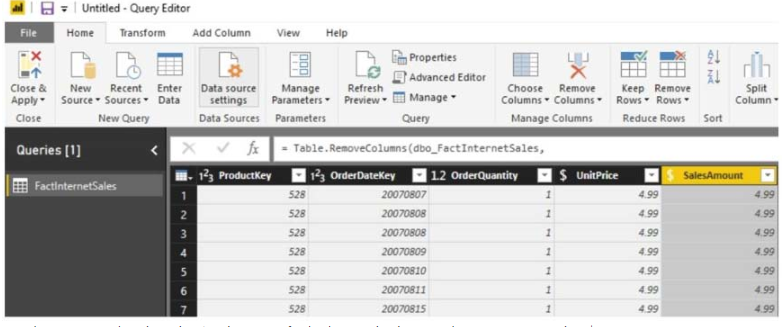 Untitled - Query Editor
File Home Transform Add Column View Help
Close & Apply
New Source
Recent Sources
Enter Data
Data source settings
Manage Parameters
Refresh Preview
Properties
Advanced Editor
Manage
Choose Columns
Remove Columns
Keep Rows
Remove Rows
Split Column
Close New Query Data Sources Parameters Query Manage Columns Reduce Rows Sort
Queries [1]
FactInternetSales
fx = Table.RemoveColumns(dbo_FactInternetSales,
1²3 ProductKey 1²3 OrderDateKey 1.2 OrderQuantity $ UnitPrice $ SalesAmount
1 528 20070807 1 4.99 4.99
2 528 20070808 1 4.99 4.99
3 528 20070808 1 4.99 4.99
4 528 20070809 1 4.99 4.99
5 528 20070810 1 4.99 4.99
6 528 20070811 1 4.99 4.99
7 528 20070815 1 4.99 4.99